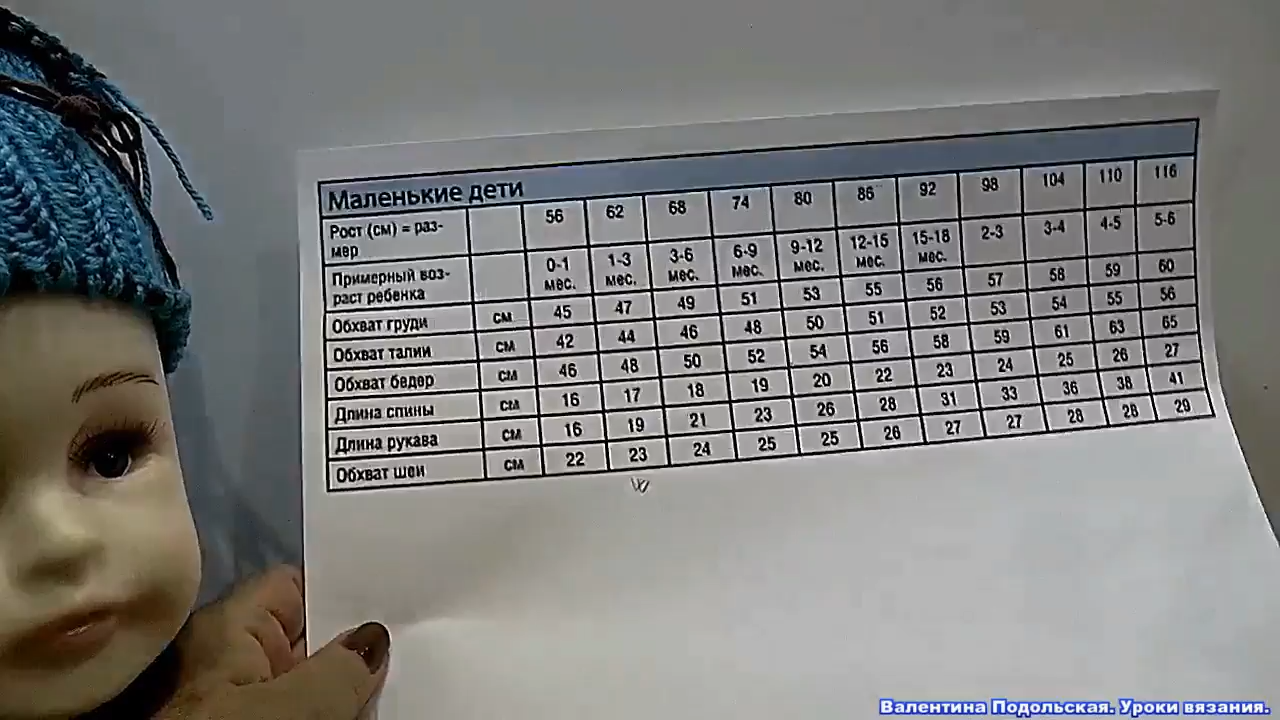 Маленькие дети
Рост (см) = раз-
мер 56 62 68 74 80 86 92 98 104 110 116
Примерный воз-
раст ребенка 0-1 мес. 1-3 мес. 3-6 мес. 6-9 мес. 9-12 мес. 12-15 мес. 15-18 мес. 2-3 3-4 4-5 5-6
Обхват груди см 45 47 49 51 53 55 56 57 58 59 60
Обхват талии см 42 44 46 48 50 51 52 53 54 55 56
Обхват бедер см 46 48 50 52 54 56 58 59 61 63 65
Длина спины см 16 17 18 19 20 22 23 24 25 26 27
Длина рукава см 16 19 21 23 26 28 31 33 36 38 41
Обхват шеи см 22 23 24 25 25 26 27 27 28 28 29
Валентина Подольская. Уроки вязания.